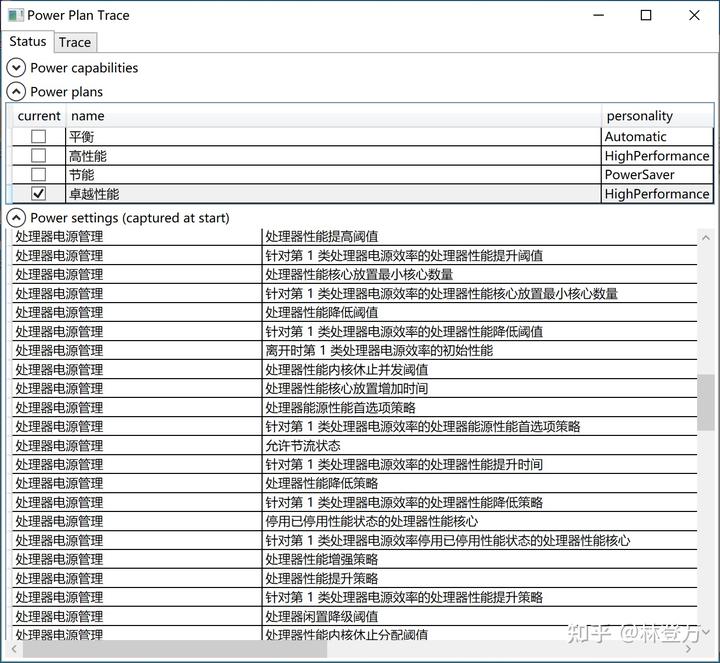 Power Plan Trace
Status Trace
Power capabilities
Power plans
current name personality
平衡 Automatic
高性能 HighPerformance
节能 PowerSaver
卓越性能 HighPerformance
Power settings (captured at start)
处理器电源管理 处理器性能提高阈值
处理器电源管理 针对第 1 类处理器电源效率的处理器性能提升阈值
处理器电源管理 处理器性能核心放置最小核心数量
处理器电源管理 针对第 1 类处理器电源效率的处理器性能核心放置最小核心数量
处理器电源管理 处理器性能降低阈值
处理器电源管理 针对第 1 类处理器电源效率的处理器性能降低阈值
处理器电源管理 离开时第 1 类处理器电源效率的初始性能
处理器电源管理 处理器性能内核休止并发阈值
处理器电源管理 处理器性能核心放置增加时间
处理器电源管理 处理器能源性能首选项策略
处理器电源管理 针对第 1 类处理器电源效率的处理器能源性能首选项策略
处理器电源管理 允许节流状态
处理器电源管理 针对第 1 类处理器电源效率的处理器性能提升时间
处理器电源管理 处理器性能降低策略
处理器电源管理 针对第 1 类处理器电源效率的处理器性能降低策略
处理器电源管理 停用已停用性能状态的处理器性能核心
处理器电源管理 针对第 1 类处理器电源效率停用已停用性能状态的处理器性能核心
处理器电源管理 处理器性能增强策略
处理器电源管理 处理器性能提升策略
处理器电源管理 针对第 1 类处理器电源效率的处理器性能提升策略
处理器电源管理 处理器闲置降级阈值
处理器电源管理 处理器性能内核休止分配阈值
知乎 @林登万